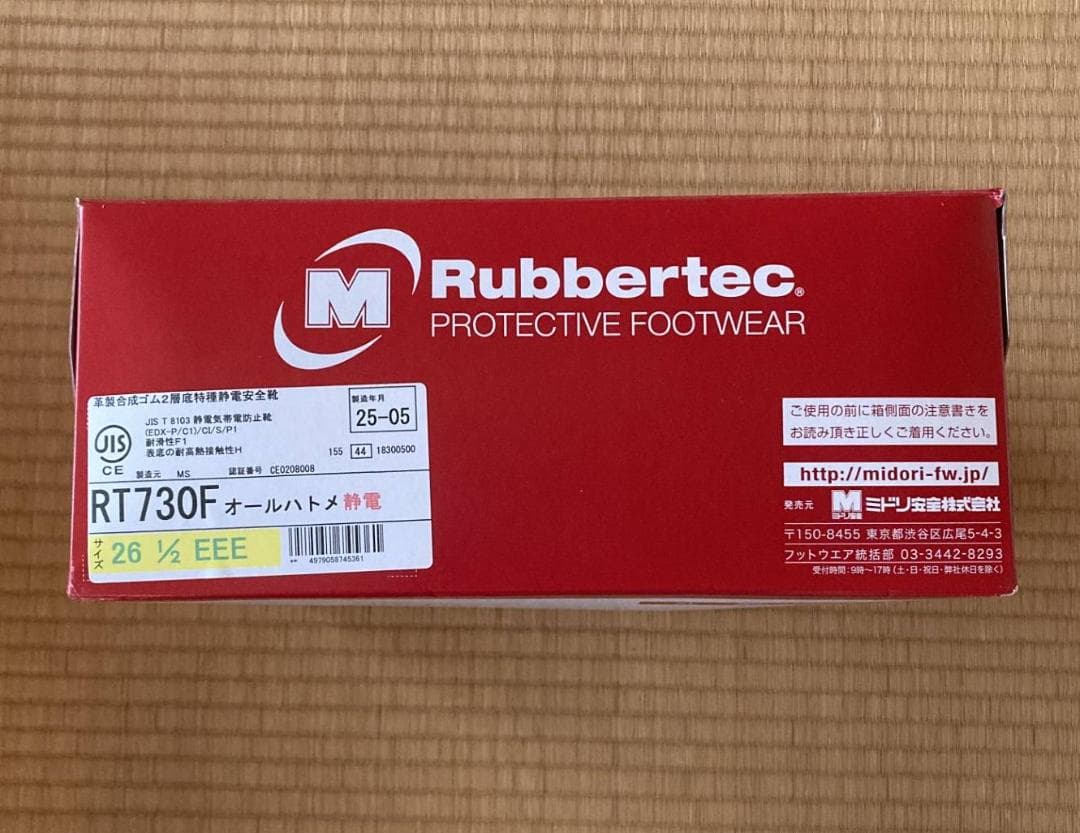 M Rubbertec®
PROTECTIVE FOOTWEAR
革製合成ゴム2層底特種静電安全靴
JIS T 8103 静電気帯電防止靴
(EDX-P/C1)/CI/S/P1
耐滑性F1
表底の耐高熱接触性H
JIS
CE
製造年月
25-05
155 44 18300500
製造元 MS 認証番号 CE0208008
RT730F オールハトメ静電
サイズ 26 ½ EEE
4979058745361
ご使用の前に箱側面の注意書きを
お読み頂き正しくご着用ください。
http://midori-fw.jp/
発売元 M ミドリ安全 ミドリ安全株式会社
〒150-8455 東京都渋谷区広尾5-4-3
フットウエア統括部 03-3442-8293
受付時間:9時〜17時(土・日・祝日・弊社休日を除く)